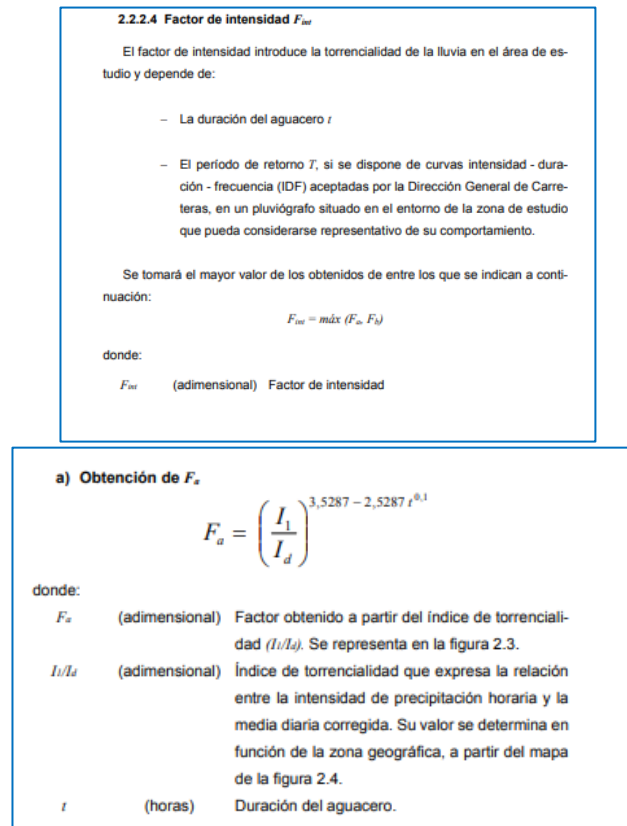 2.2.2.4 Factor de intensidad Fint
El factor de intensidad introduce la torrencialidad de la lluvia en el área de es-
tudio y depende de:
– La duración del aguacero t
– El período de retorno T, si se dispone de curvas intensidad - dura-
ción - frecuencia (IDF) aceptadas por la Dirección General de Carre-
teras, en un pluviógrafo situado en el entorno de la zona de estudio
que pueda considerarse representativo de su comportamiento.
Se tomará el mayor valor de los obtenidos de entre los que se indican a conti-
nuación:
Fint = máx (Fa, Fb)
donde:
Fint (adimensional) Factor de intensidad
a) Obtención de Fa
Fa = (I1 / Id)^3,5287 – 2,5287 t^0,1
donde:
Fa (adimensional) Factor obtenido a partir del índice de torrenciali-
dad (I1/Id). Se representa en la figura 2.3.
I1/Id (adimensional) Índice de torrencialidad que expresa la relación
entre la intensidad de precipitación horaria y la
media diaria corregida. Su valor se determina en
función de la zona geográfica, a partir del mapa
de la figura 2.4.
t (horas) Duración del aguacero.